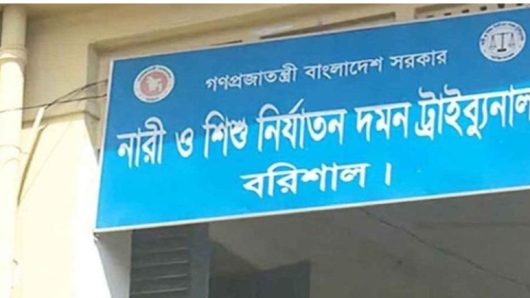 গণপ্রজাতন্ত্রী বাংলাদেশ সরকার
নারী ও শিশু নির্যাতন দমন ট্রাইব্যুনাল
বরিশাল।